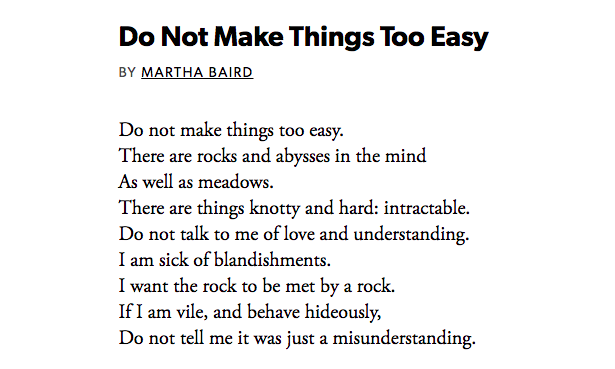 Do Not Make Things Too Easy
BY MARTHA BAIRD
Do not make things too easy.
There are rocks and abysses in the mind
As well as meadows.
There are things knotty and hard: intractable.
Do not talk to me of love and understanding.
I am sick of blandishments.
I want the rock to be met by a rock.
If I am vile, and behave hideously,
Do not tell me it was just a misunderstanding.